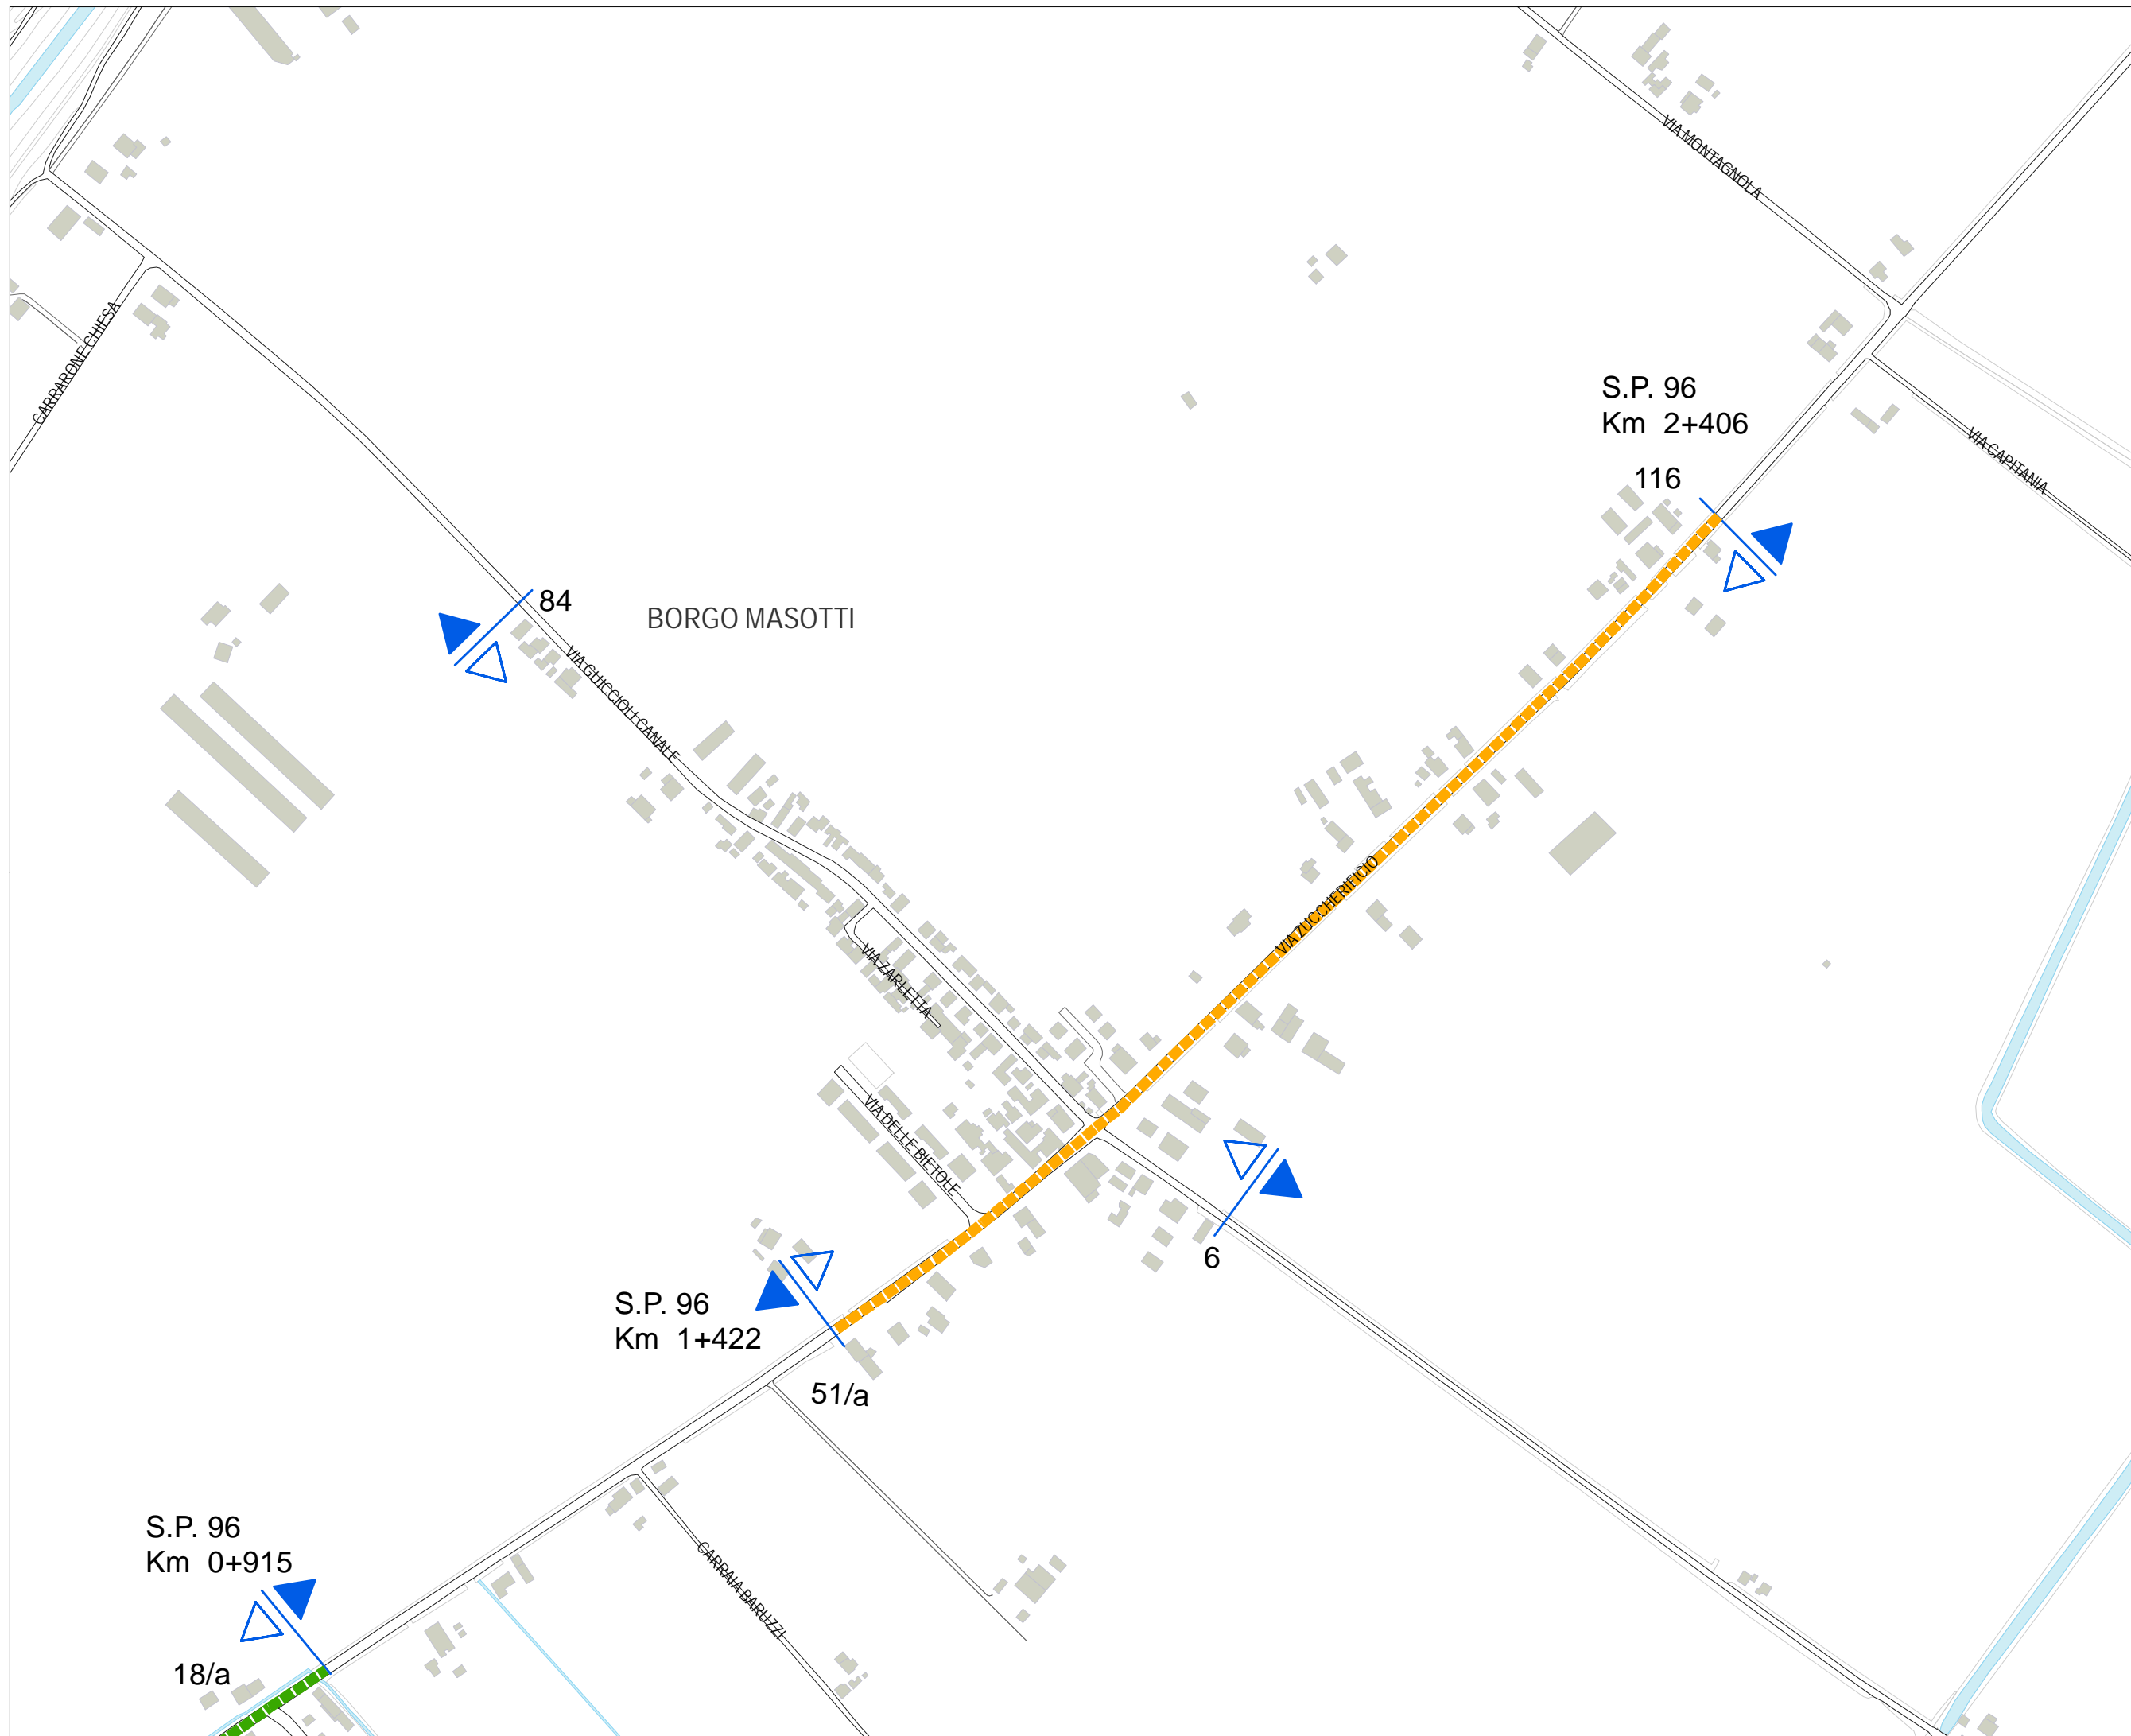 VIA MONTAGNOLA
CARRARONE CHIESA
S.P. 96
Km 2+406
VIA CAPITANIA
116
84
BORGO MASOTTI
VIA GUICCIOLI CANALE
VIA ZUCCHERIFICIO
VIA ZARLETTA
VIA DELLE BIETOLE
6
S.P. 96
Km 1+422
51/a
S.P. 96
Km 0+915
CARRAIA BARUZZI
18/a